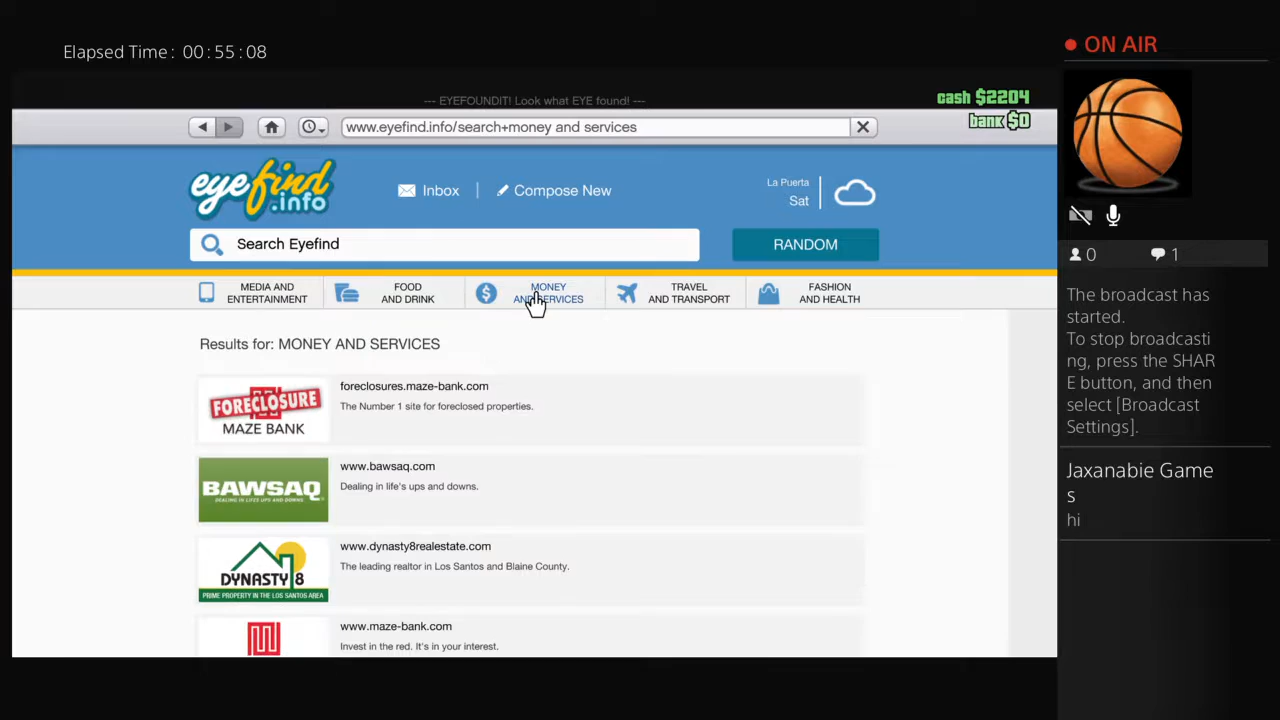 Elapsed Time: 00:55:08
ON AIR
--- EYEFOUNDIT! Look what EYE found! ---
cash $2204
bank $0
www.eyefind.info/search+money and services
eyefind
.info
Inbox
Compose New
La Puerta
Sat
Search Eyefind
RANDOM
MEDIA AND
ENTERTAINMENT
FOOD
AND DRINK
MONEY
AND SERVICES
TRAVEL
AND TRANSPORT
FASHION
AND HEALTH
Results for: MONEY AND SERVICES
FORECLOSURE
MAZE BANK
foreclosures.maze-bank.com
The Number 1 site for foreclosed properties.
BAWSAQ
DEALING IN LIFE'S UPS AND DOWNS
www.bawsaq.com
Dealing in life's ups and downs.
DYNASTY 8
PRIME PROPERTY IN THE LOS SANTOS AREA
www.dynasty8realestate.com
The leading realtor in Los Santos and Blaine County.
www.maze-bank.com
Invest in the red. It's in your interest.
0
1
The broadcast has
started.
To stop broadcasti
ng, press the SHAR
E button, and then
select [Broadcast
Settings].
Jaxanabie Game
s
hi